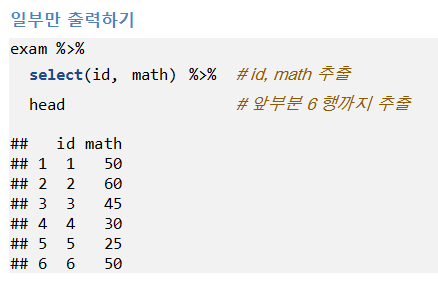 일부만 출력하기
exam %>%
  select(id, math) %>%  # id, math 추출
  head                  # 앞부분 6 행까지 추출
##   id math
## 1  1   50
## 2  2   60
## 3  3   45
## 4  4   30
## 5  5   25
## 6  6   50